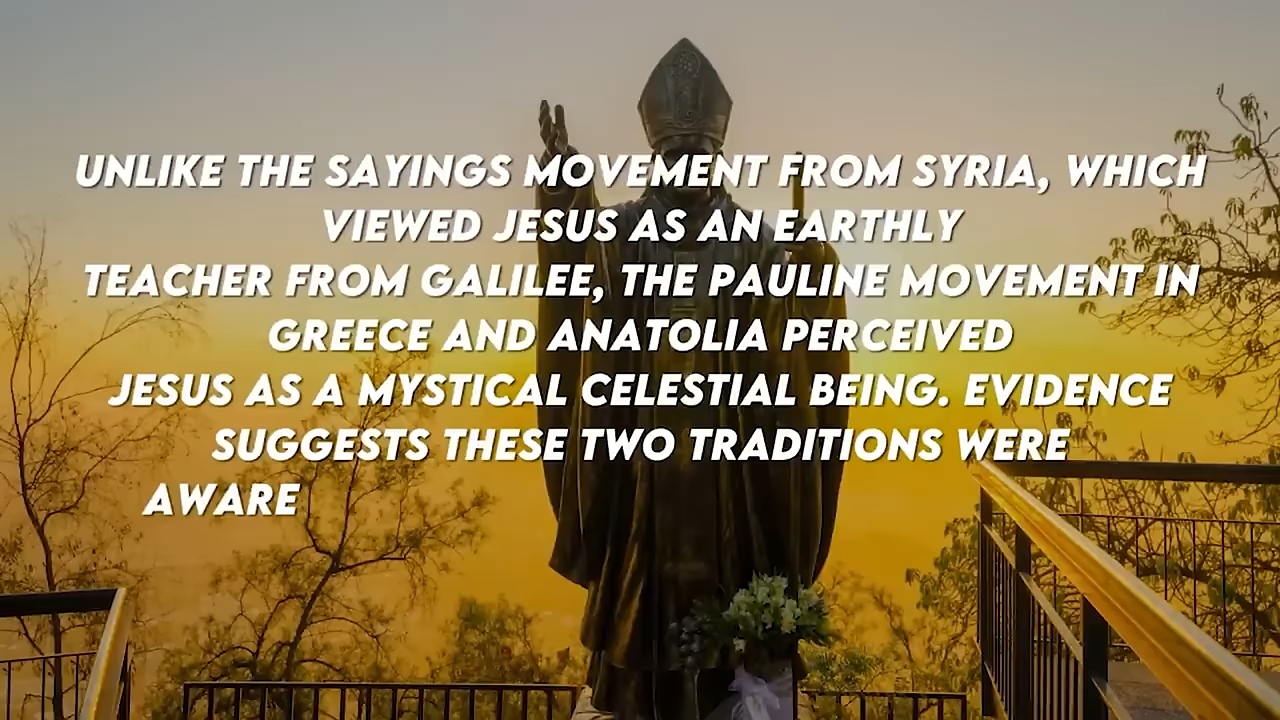 UNLIKE THE SAYINGS MOVEMENT FROM SYRIA, WHICH
VIEWED JESUS AS AN EARTHLY
TEACHER FROM GALILEE, THE PAULINE MOVEMENT IN
GREECE AND ANATOLIA PERCEIVED
JESUS AS A MYSTICAL CELESTIAL BEING. EVIDENCE
SUGGESTS THESE TWO TRADITIONS WERE
AWARE